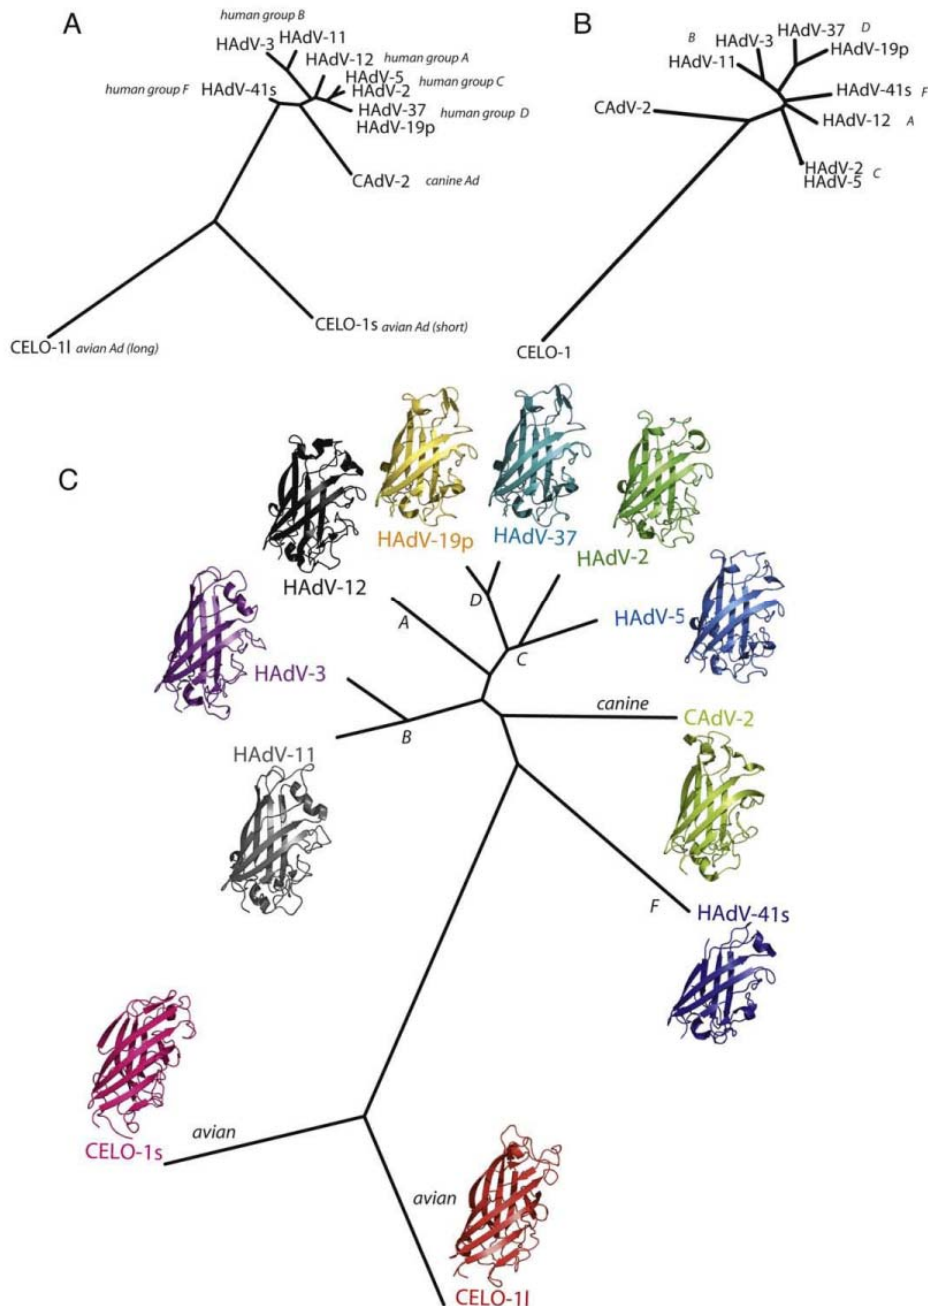 A
human group B
HAdV-3
HAdV-11
HAdV-12 human group A
HAdV-5
HAdV-2 human group C
human group F HAdV-41s
HAdV-37 human group D
HAdV-19p
CAdV-2 canine Ad
CELO-1s avian Ad (short)
CELO-1l avian Ad (long)
B
HAdV-37 D
B HAdV-3
HAdV-19p
HAdV-11
HAdV-41s F
CAdV-2
HAdV-12 A
HAdV-2
HAdV-5 C
CELO-1
C
HAdV-19p
HAdV-37
HAdV-2
HAdV-12
D
HAdV-5
A
C
HAdV-3
canine
CAdV-2
B
HAdV-11
F
HAdV-41s
avian
CELO-1s
avian
CELO-1l